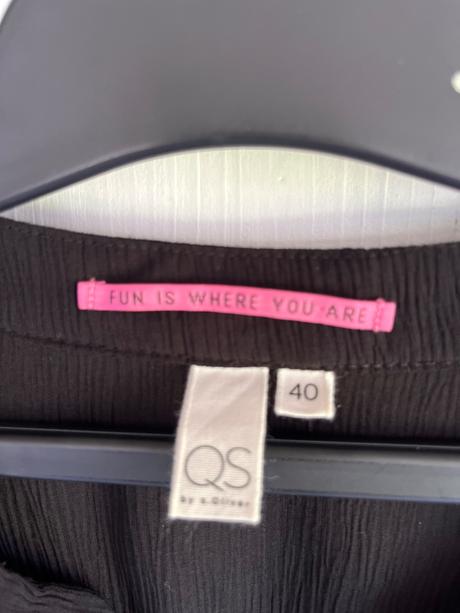 FUN IS WHERE YOU ARE
40
QS
by s.Oliver